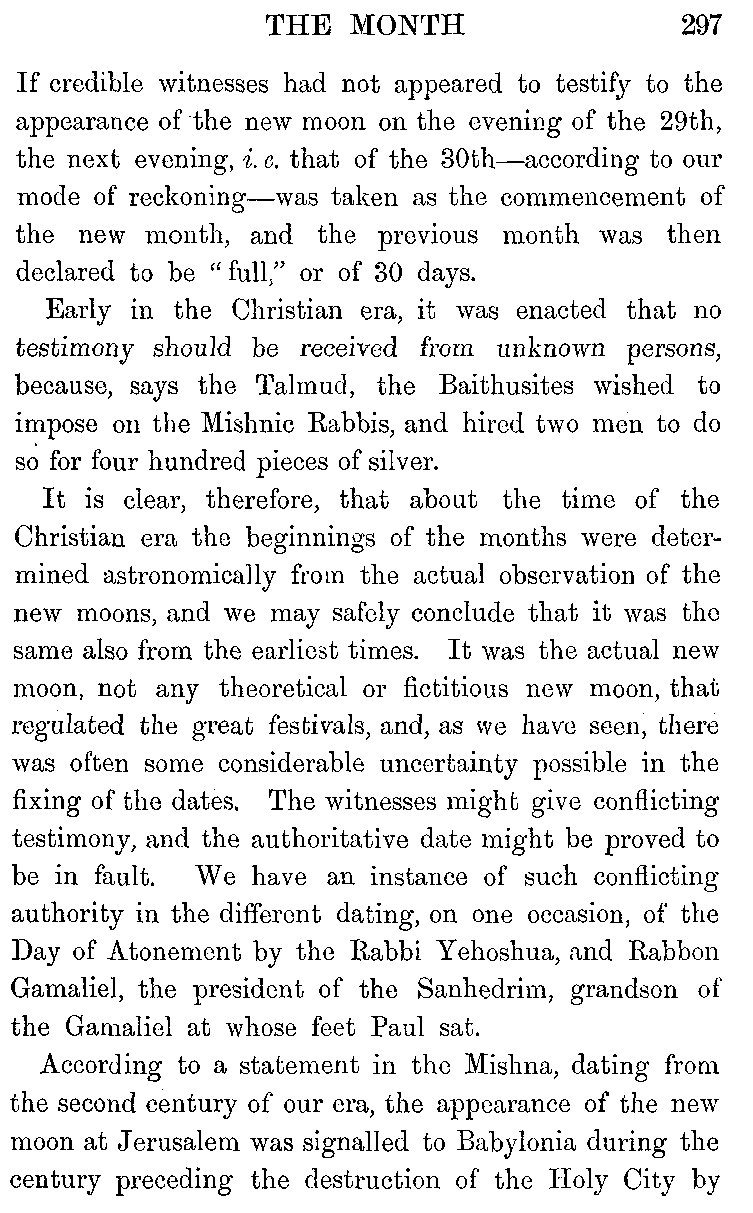 THE MONTH 297
If credible witnesses had not appeared to testify to the
appearance of the new moon on the evening of the 29th,
the next evening, i. e. that of the 30th—according to our
mode of reckoning—was taken as the commencement of
the new month, and the previous month was then
declared to be “full,” or of 30 days.
Early in the Christian era, it was enacted that no
testimony should be received from unknown persons,
because, says the Talmud, the Baithusites wished to
impose on the Mishnic Rabbis, and hired two men to do
so for four hundred pieces of silver.
It is clear, therefore, that about the time of the
Christian era the beginnings of the months were deter-
mined astronomically from the actual observation of the
new moons, and we may safely conclude that it was the
same also from the earliest times. It was the actual new
moon, not any theoretical or fictitious new moon, that
regulated the great festivals, and, as we have seen, there
was often some considerable uncertainty possible in the
fixing of the dates. The witnesses might give conflicting
testimony, and the authoritative date might be proved to
be in fault. We have an instance of such conflicting
authority in the different dating, on one occasion, of the
Day of Atonement by the Rabbi Yehoshua, and Rabbon
Gamaliel, the president of the Sanhedrim, grandson of
the Gamaliel at whose feet Paul sat.
According to a statement in the Mishna, dating from
the second century of our era, the appearance of the new
moon at Jerusalem was signalled to Babylonia during the
century preceding the destruction of the Holy City by